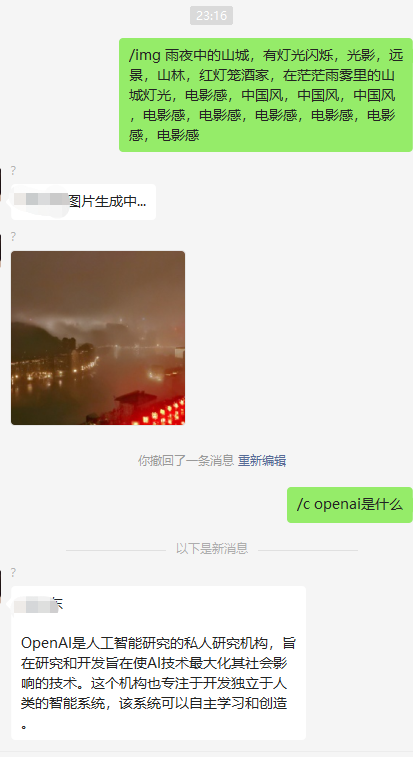 23:16
/img 雨夜中的山城，有灯光闪烁，光影，远
景，山林，红灯笼酒家，在茫茫雨雾里的山
城灯光，电影感，中国风，中国风，中国风
，电影感，电影感，电影感，电影感，电影
感，电影感
?
图片生成中...
?
你撤回了一条消息 重新编辑
/c openai是什么
以下是新消息
?
东
OpenAI是人工智能研究的私人研究机构，旨
在研究和开发旨在使AI技术最大化其社会影
响的技术。这个机构也专注于开发独立于人
类的智能系统，该系统可以自主学习和创造
。